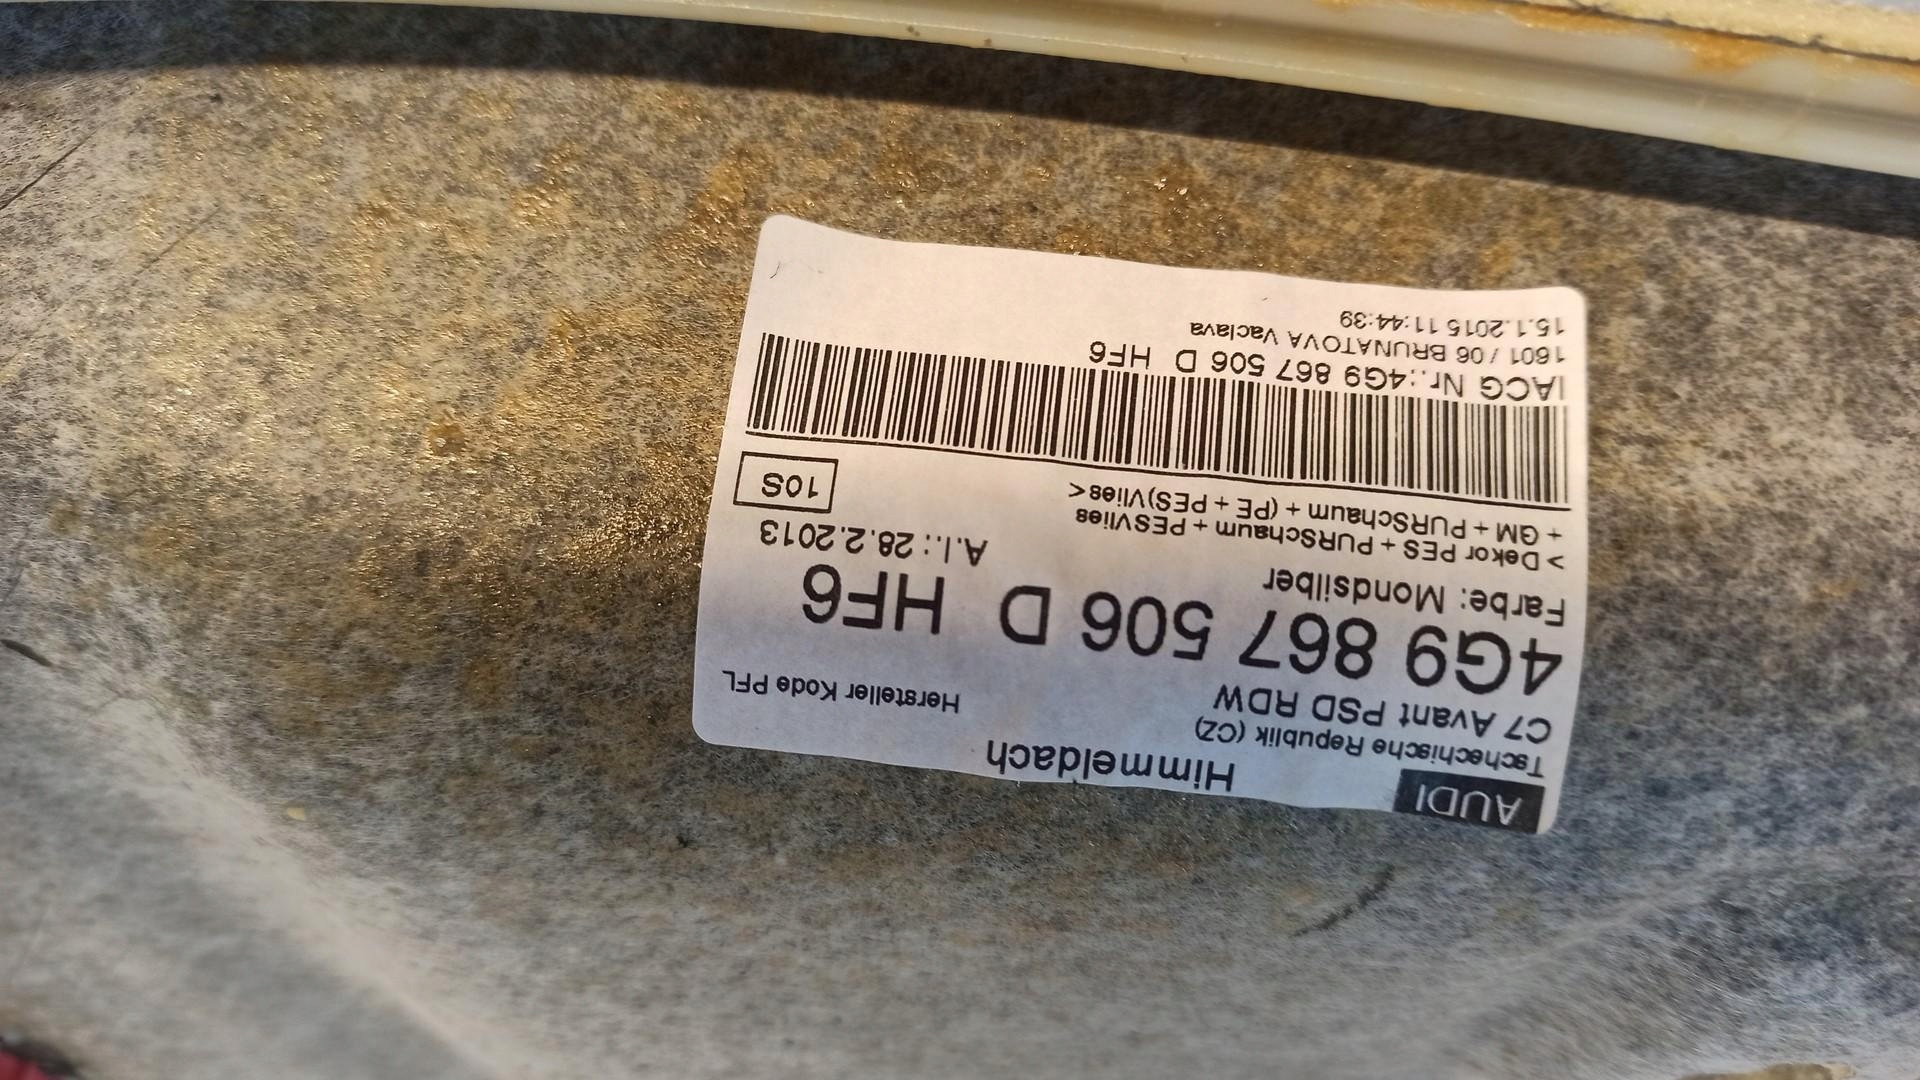 AUDI
Himmeldach
Tschechische Republik (CZ)
C7 Avant PSD RDW
Hersteller Kode PFL
4G9 867 506 D HF6
Farbe: Mondsilber
A.I.: 28.2.2013
> Dekor PES + PURSchaum + PESVlies
+ GM + PURSchaum + (PE + PES)Vlies<
10S
IACG Nr.:4G9 867 506 D HF6
1601 / 06 BRUNATOVA Vaclava
15.1.2015 11:44:39